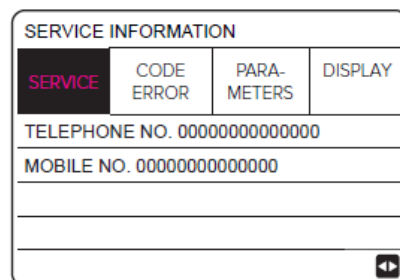 SERVICE INFORMATION
SERVICE
CODE
ERROR
PARA-
METERS
DISPLAY
TELEPHONE NO. 00000000000000
MOBILE NO. 00000000000000